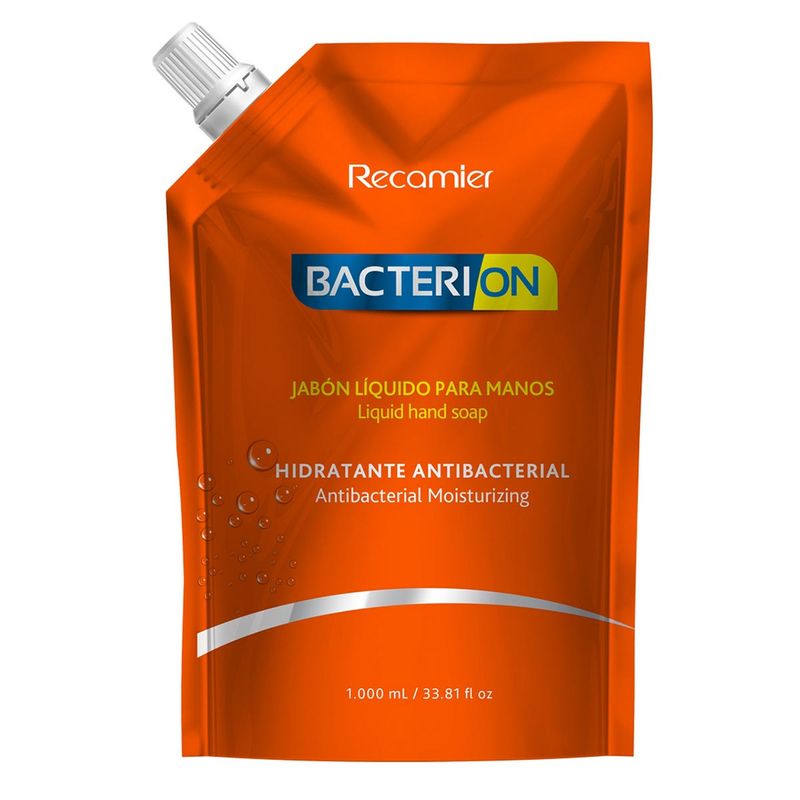 Recamier
BACTERION
JABÓN LÍQUIDO PARA MANOS
Liquid hand soap
HIDRATANTE ANTIBACTERIAL
Antibacterial Moisturizing
1.000 mL / 33.81 fl oz